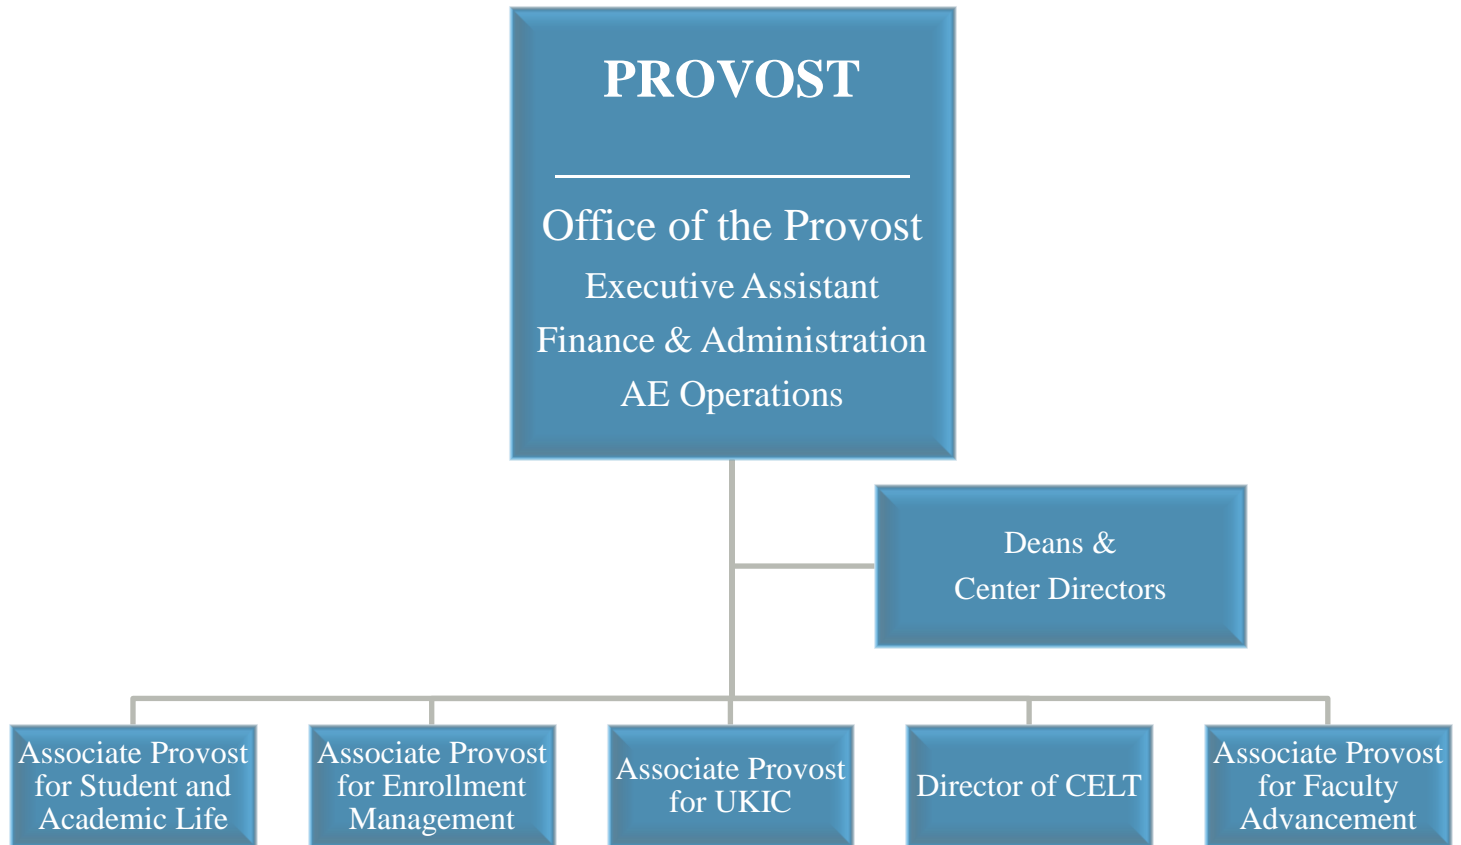 PROVOST
Office of the Provost
Executive Assistant
Finance & Administration
AE Operations
Deans &
Center Directors
Associate Provost
for Student and
Academic Life
Associate Provost
for Enrollment
Management
Associate Provost
for UKIC
Director of CELT
Associate Provost
for Faculty
Advancement